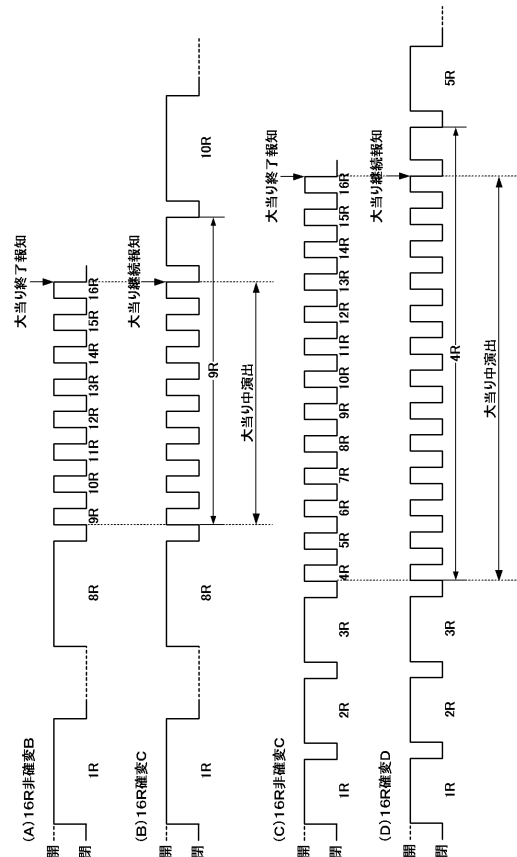 (A)16R非確変B
開
閉
1R
8R
9R
10R
11R
12R
13R
14R
15R
16R
大当り終了報知
(B)16R確変C
開
閉
1R
8R
9R
10R
大当り継続報知
大当り中演出
(C)16R非確変C
開
閉
1R
2R
3R
4R
5R
6R
7R
8R
9R
10R
11R
12R
13R
14R
15R
16R
大当り終了報知
(D)16R確変D
開
閉
1R
2R
3R
4R
5R
大当り継続報知
大当り中演出